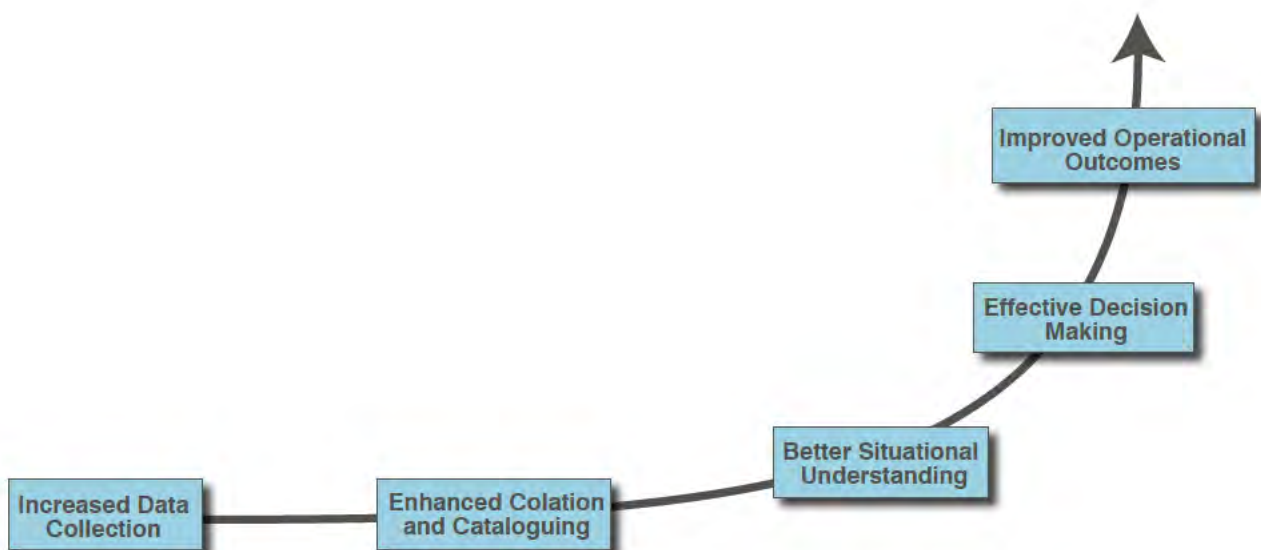 Increased Data
Collection
Enhanced Colation
and Cataloguing
Better Situational
Understanding
Effective Decision
Making
Improved Operational
Outcomes